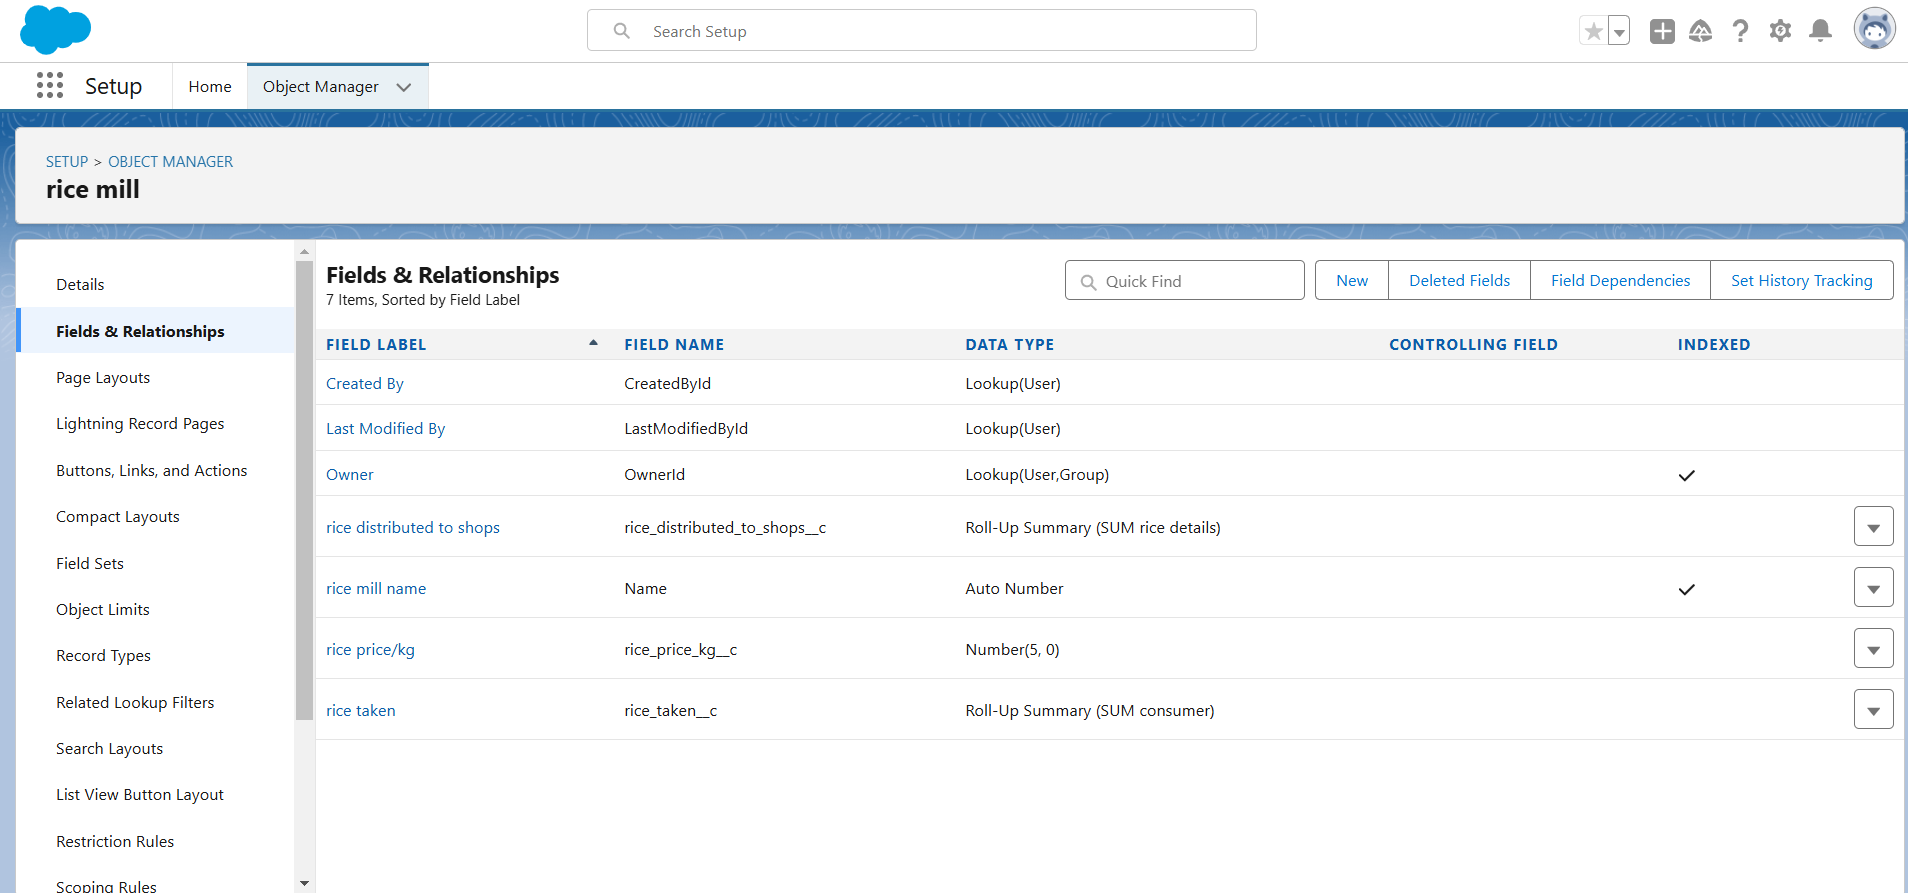 Search Setup
Setup
Home
Object Manager
SETUP > OBJECT MANAGER
rice mill
Details
Fields & Relationships
Page Layouts
Lightning Record Pages
Buttons, Links, and Actions
Compact Layouts
Field Sets
Object Limits
Record Types
Related Lookup Filters
Search Layouts
List View Button Layout
Restriction Rules
Scoping Rules
Fields & Relationships
7 Items, Sorted by Field Label
Quick Find
New
Deleted Fields
Field Dependencies
Set History Tracking
FIELD LABEL FIELD NAME DATA TYPE CONTROLLING FIELD INDEXED
Created By CreatedById Lookup(User)
Last Modified By LastModifiedById Lookup(User)
Owner OwnerId Lookup(User,Group)
rice distributed to shops rice_distributed_to_shops__c Roll-Up Summary (SUM rice details)
rice mill name Name Auto Number
rice price/kg rice_price_kg__c Number(5, 0)
rice taken rice_taken__c Roll-Up Summary (SUM consumer)